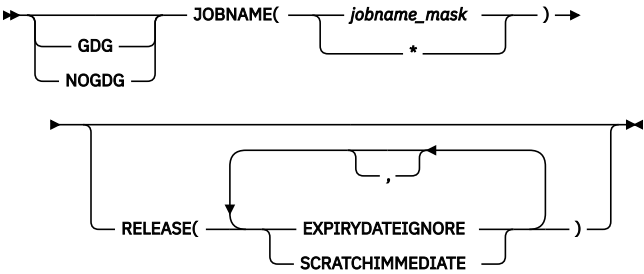 JOBNAME( jobname_mask )
GDG
*
NOGDG
,
RELEASE( EXPIRYDATEIGNORE )
SCRATCHIMMEDIATE